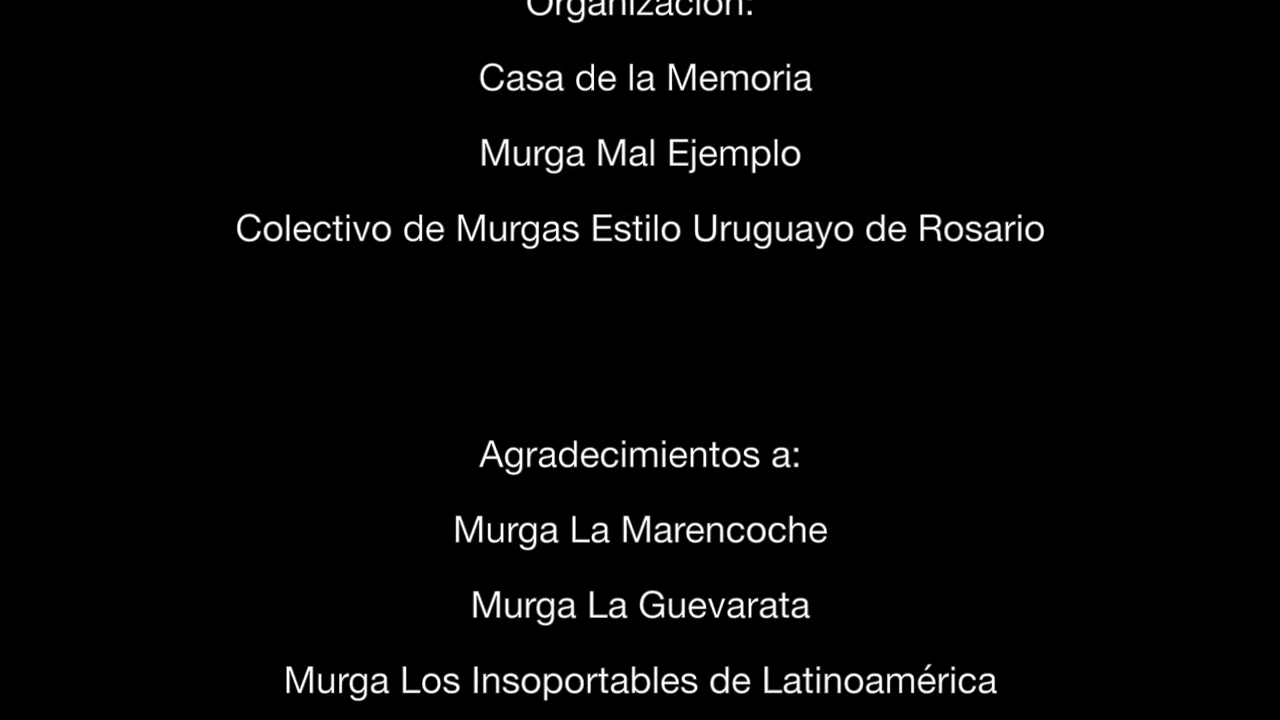 Organización:
Casa de la Memoria
Murga Mal Ejemplo
Colectivo de Murgas Estilo Uruguayo de Rosario
Agradecimientos a:
Murga La Marencoche
Murga La Guevarata
Murga Los Insoportables de Latinoamérica